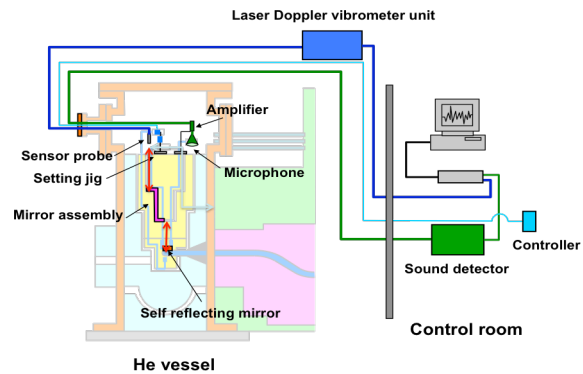 Laser Doppler vibrometer unit
Amplifier
Sensor probe
Setting jig
Microphone
Mirror assembly
Controller
Sound detector
Self reflecting mirror
Control room
He vessel